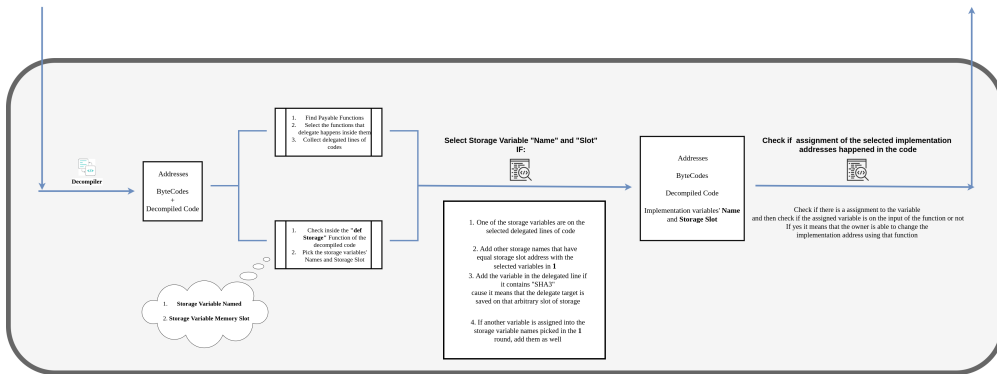 Decompiler
Addresses
ByteCodes
+
Decompiled Code
1. Find Payable Functions
2. Select the functions that
delegate happens inside them
3. Collect delegated lines of
codes
1. Check inside the "def
Storage" Function of the
decompiled code
2. Pick the storage variables'
Names and Storage Slot
1. Storage Variable Named
2. Storage Variable Memory Slot
Select Storage Variable "Name" and "Slot"
IF:
1. One of the storage variables are on the
selected delegated lines of code
2. Add other storage names that have
equal storage slot address with the
selected variables in 1
3. Add the variable in the delegated line if
it contains "SHA3"
cause it means that the delegate target is
saved on that arbitrary slot of storage
4. If another variable is assigned into the
storage variable names picked in the 1
round, add them as well
Addresses
ByteCodes
Decompiled Code
Implementation variables' Name
and Storage Slot
Check if assignment of the selected implementation
addresses happened in the code
Check if there is a assignment to the variable
and then check if the assigned variable is on the input of the function or not
If yes it means that the owner is able to change the
implementation address using that function